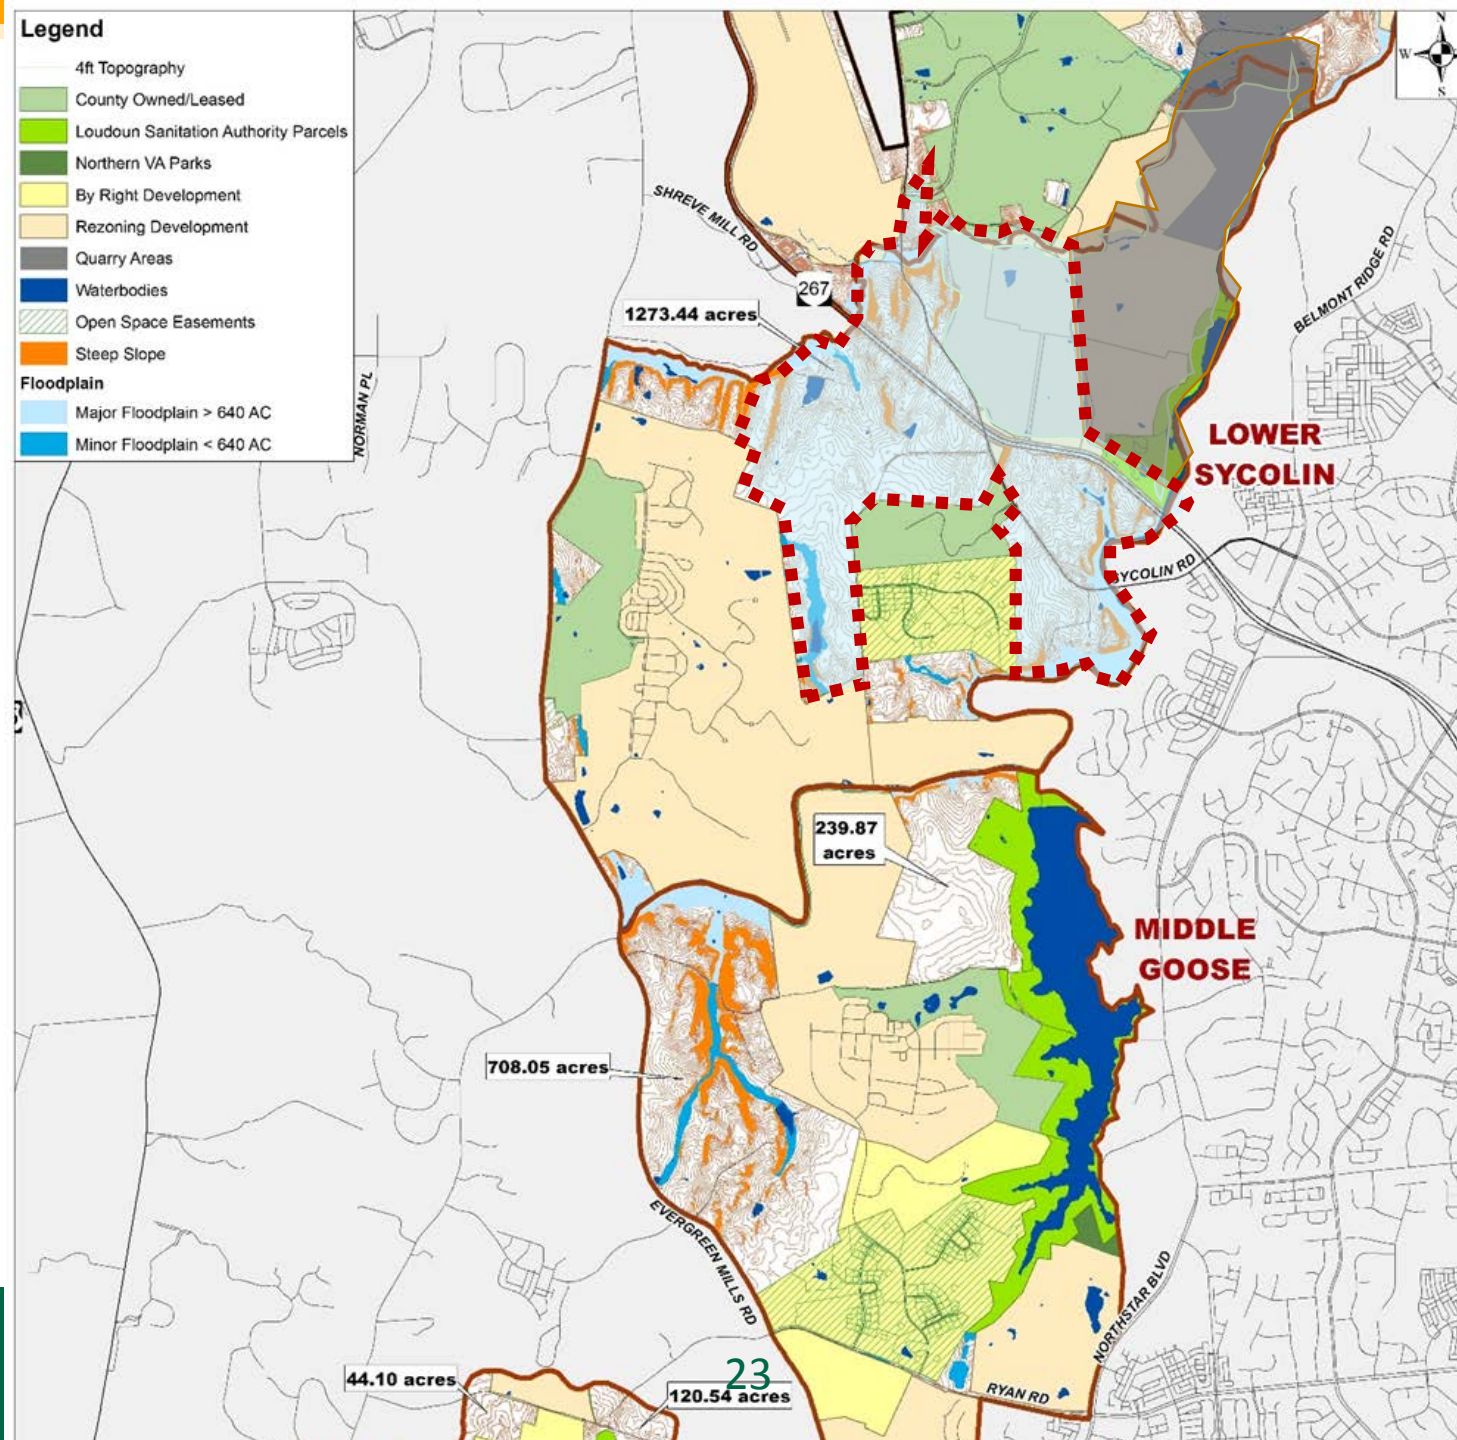 Legend
4ft Topography
County Owned/Leased
Loudoun Sanitation Authority Parcels
Northern VA Parks
By Right Development
Rezoning Development
Quarry Areas
Waterbodies
Open Space Easements
Steep Slope
Floodplain
Major Floodplain > 640 AC
Minor Floodplain < 640 AC
N
W
S
SHREVE MILL RD
267
BELMONT RIDGE RD
1273.44 acres
NORMAN PL
LOWER
SYCOLIN
SYCOLIN RD
239.87
acres
MIDDLE
GOOSE
708.05 acres
EVERGREEN MILLS RD
NORTHSTAR BLVD
RYAN RD
44.10 acres
23
120.54 acres